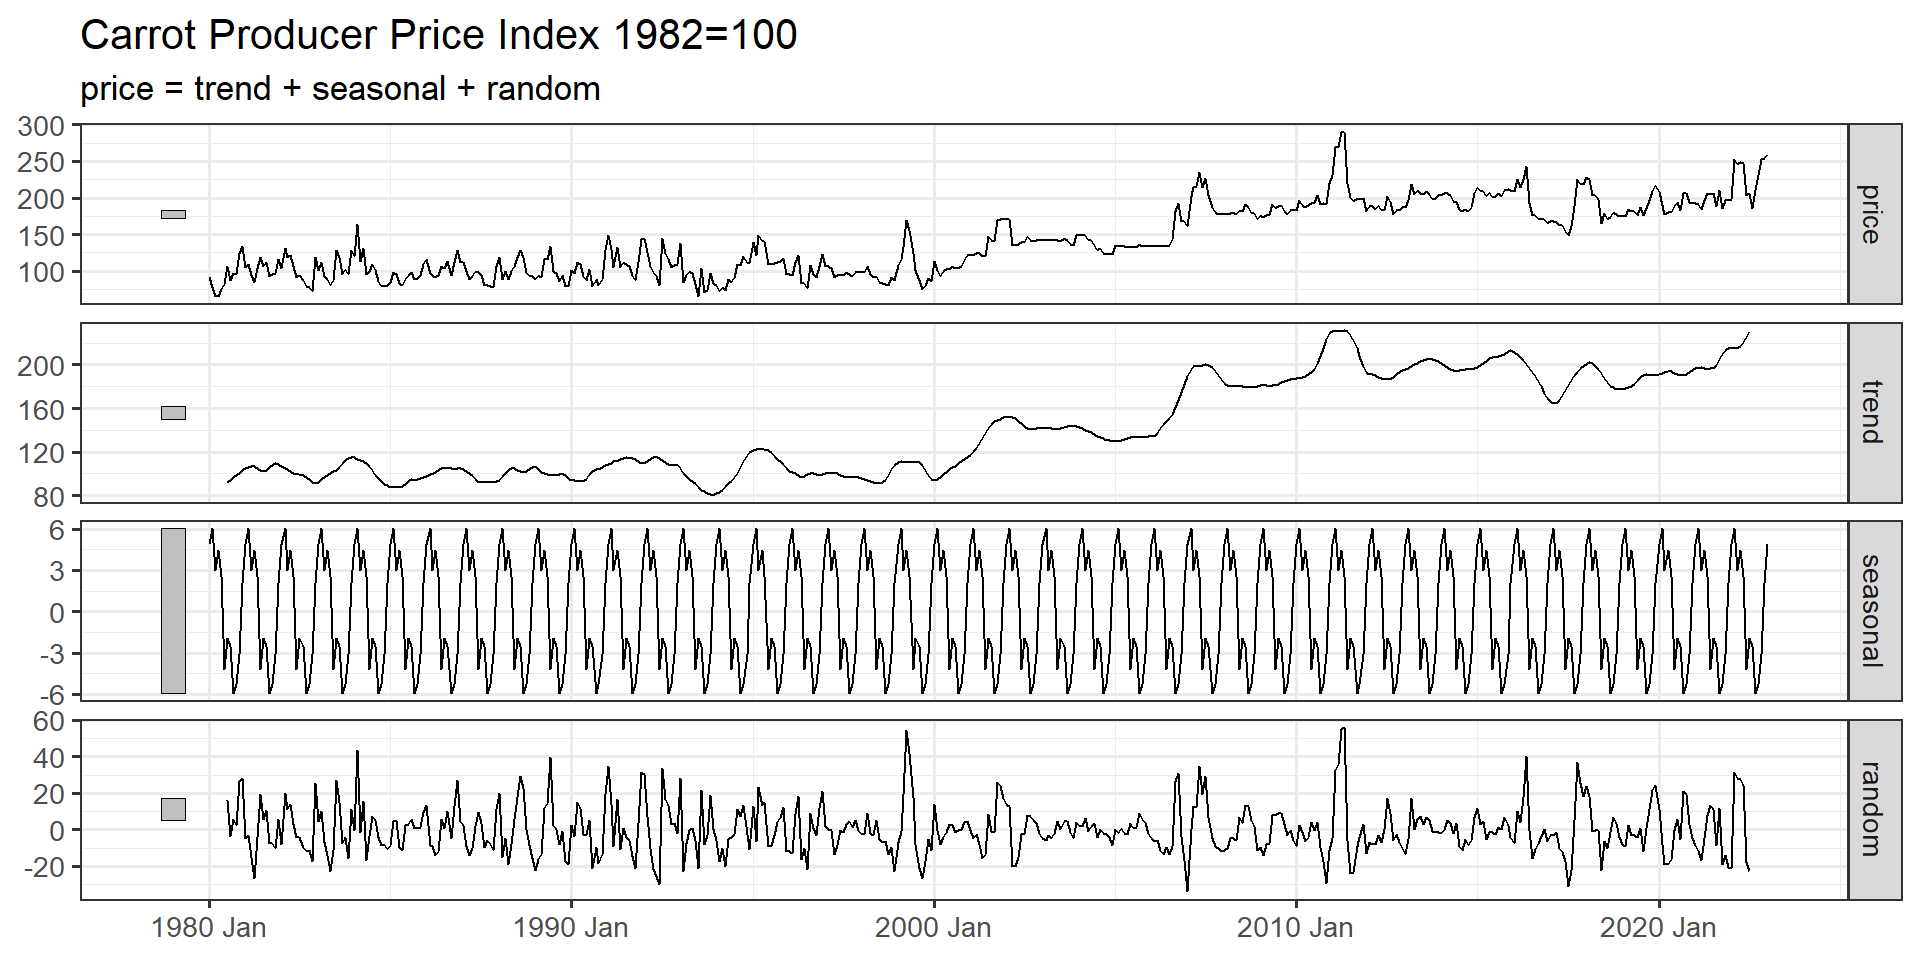 Carrot Producer Price Index 1982=100
price = trend + seasonal + random
300
250
200
150
100
price
200
160
120
80
trend
6
3
0
-3
-6
seasonal
60
40
20
0
-20
random
1980 Jan
1990 Jan
2000 Jan
2010 Jan
2020 Jan